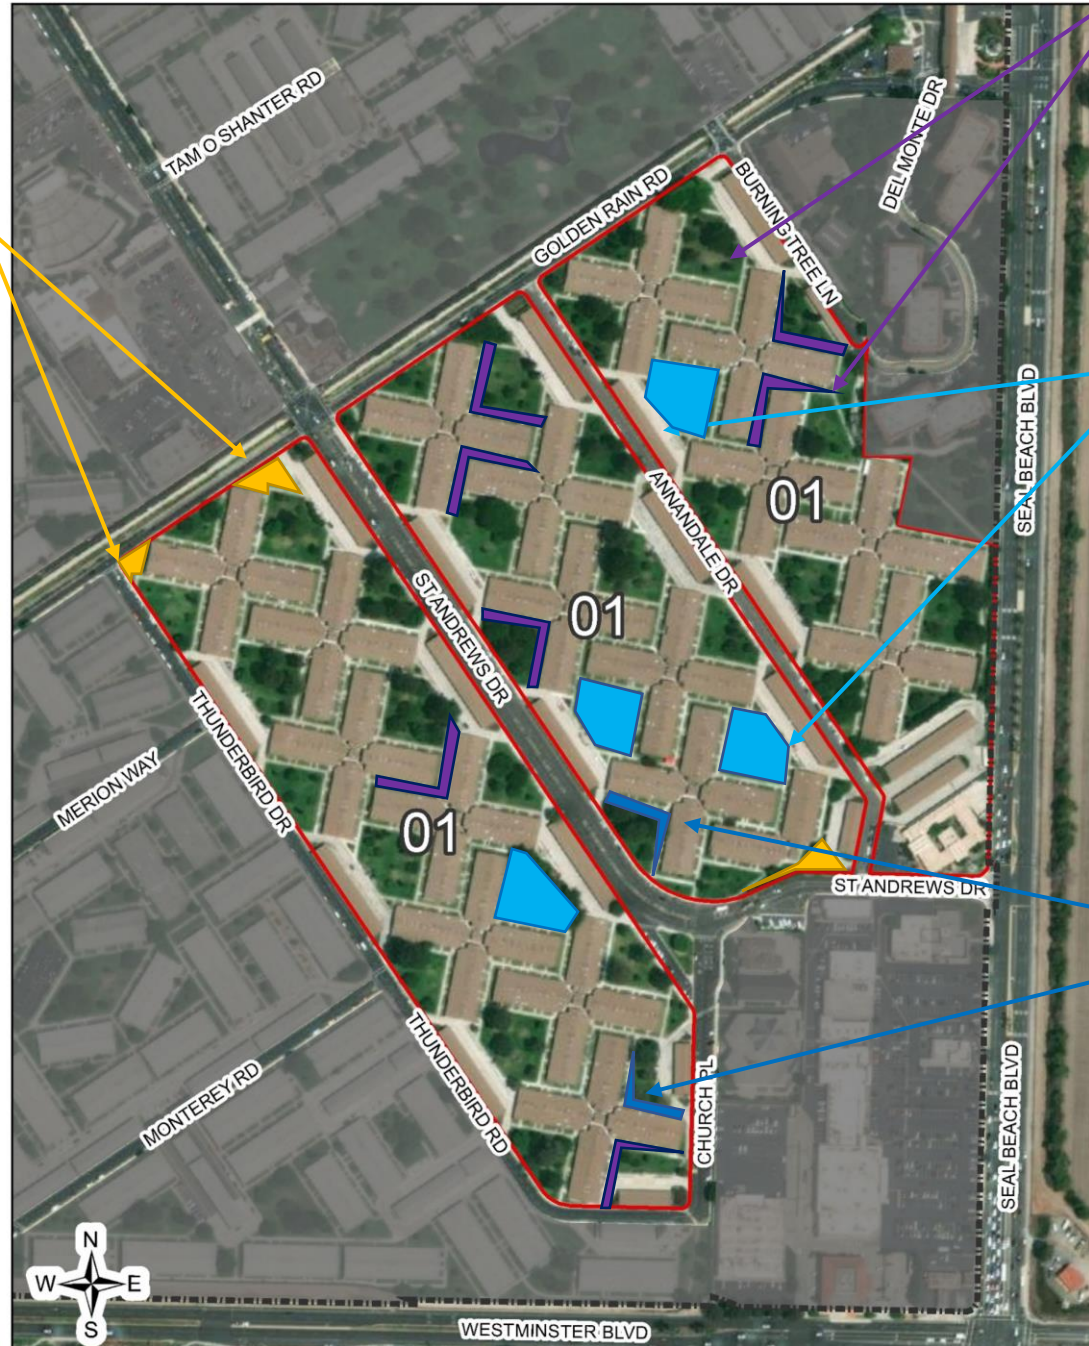 TAM O SHANTER RD
DEL MONTE DR
GOLDEN RAIN RD
BURNING TREE LN
SEAL BEACH BLVD
ANNANDALE DR
01
ST ANDREWS DR
01
THUNDERBIRD DR
MERION WAY
01
ST ANDREWS DR
THUNDERBIRD RD
MONTEREY RD
CHURCH PL
SEAL BEACH BLVD
N
W E
S
WESTMINSTER BLVD